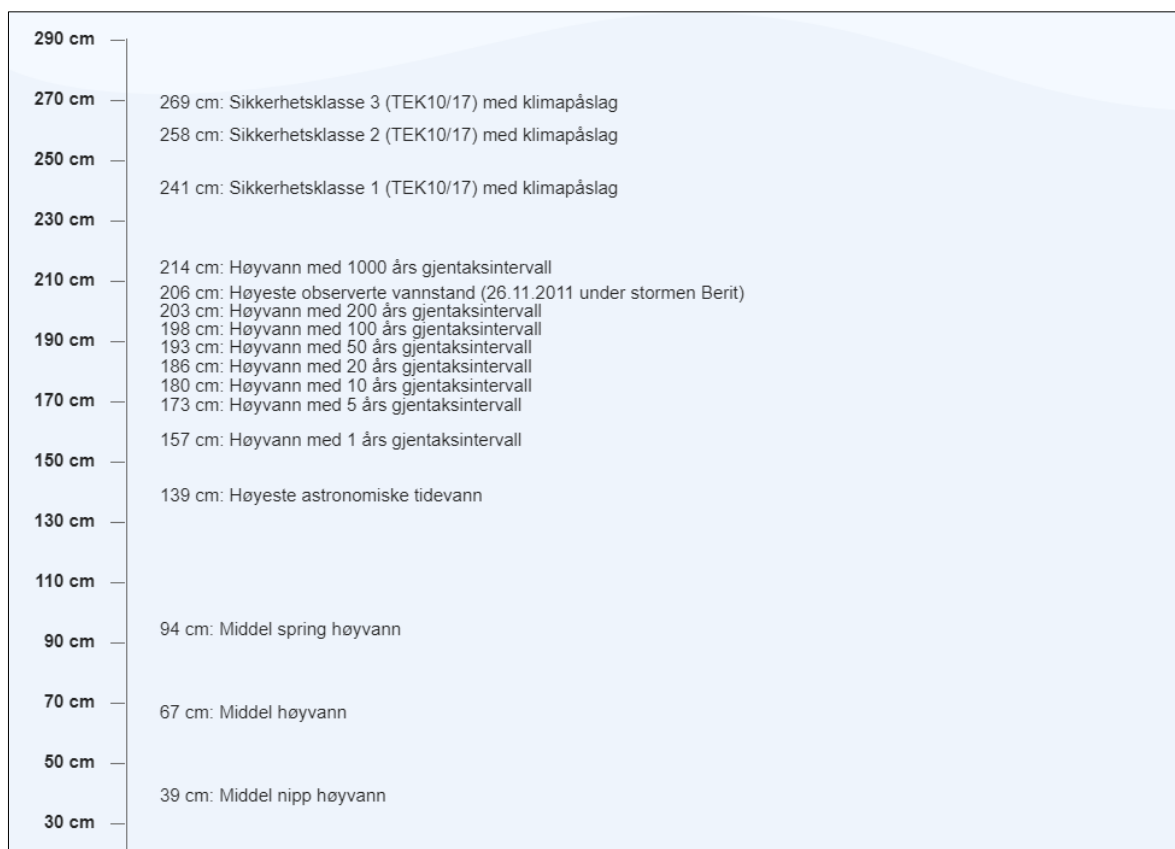 290 cm
270 cm
269 cm: Sikkerhetsklasse 3 (TEK10/17) med klimapåslag
258 cm: Sikkerhetsklasse 2 (TEK10/17) med klimapåslag
250 cm
241 cm: Sikkerhetsklasse 1 (TEK10/17) med klimapåslag
230 cm
214 cm: Høyvann med 1000 års gjentaksintervall
210 cm
206 cm: Høyeste observerte vannstand (26.11.2011 under stormen Berit)
203 cm: Høyvann med 200 års gjentaksintervall
198 cm: Høyvann med 100 års gjentaksintervall
190 cm
193 cm: Høyvann med 50 års gjentaksintervall
186 cm: Høyvann med 20 års gjentaksintervall
180 cm: Høyvann med 10 års gjentaksintervall
170 cm
173 cm: Høyvann med 5 års gjentaksintervall
157 cm: Høyvann med 1 års gjentaksintervall
150 cm
139 cm: Høyeste astronomiske tidevann
130 cm
110 cm
94 cm: Middel spring høyvann
90 cm
70 cm
67 cm: Middel høyvann
50 cm
39 cm: Middel nipp høyvann
30 cm